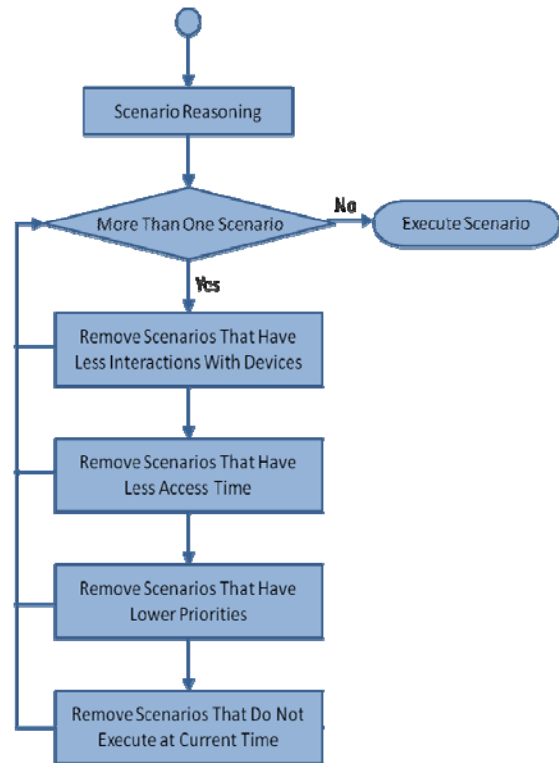 Scenario Reasoning
More Than One Scenario
No
Execute Scenario
Yes
Remove Scenarios That Have
Less Interactions With Devices
Remove Scenarios That Have
Less Access Time
Remove Scenarios That Have
Lower Priorities
Remove Scenarios That Do Not
Execute at Current Time